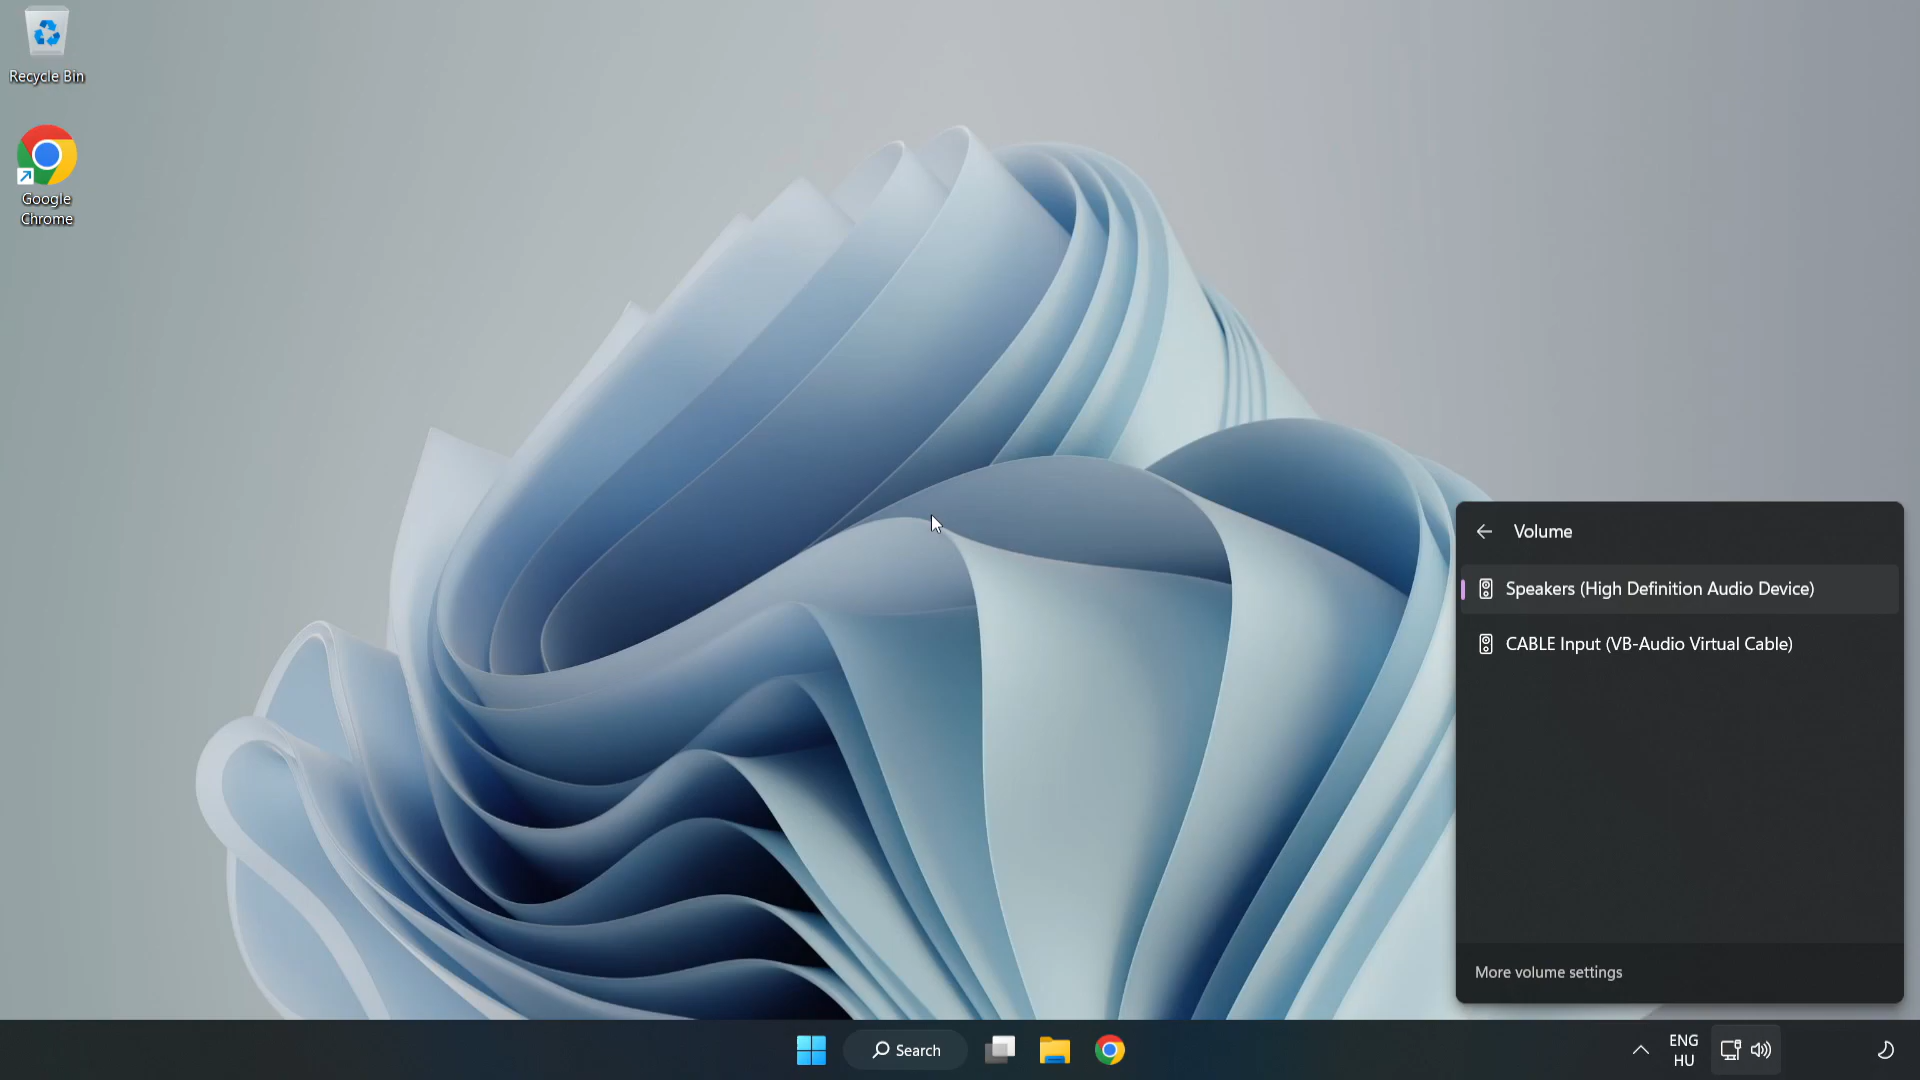 Recycle Bin
Google
Chrome
Volume
Speakers (High Definition Audio Device)
CABLE Input (VB-Audio Virtual Cable)
More volume settings
Search
ENG
HU